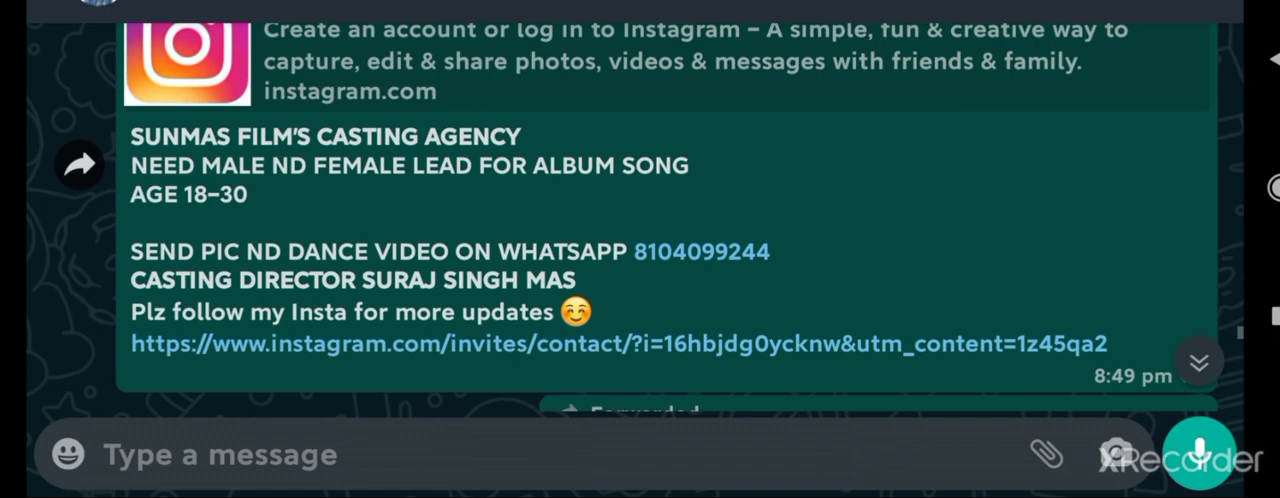 Create an account or log in to Instagram – A simple, fun & creative way to
capture, edit & share photos, videos & messages with friends & family.
instagram.com
SUNMAS FILM'S CASTING AGENCY
NEED MALE ND FEMALE LEAD FOR ALBUM SONG
AGE 18–30
SEND PIC ND DANCE VIDEO ON WHATSAPP 8104099244
CASTING DIRECTOR SURAJ SINGH MAS
Plz follow my Insta for more updates ☺️
https://www.instagram.com/invites/contact/?i=16hbjdg0ycknw&utm_content=1z45qa2
8:49 pm
Forwarded
Type a message
XRecorder